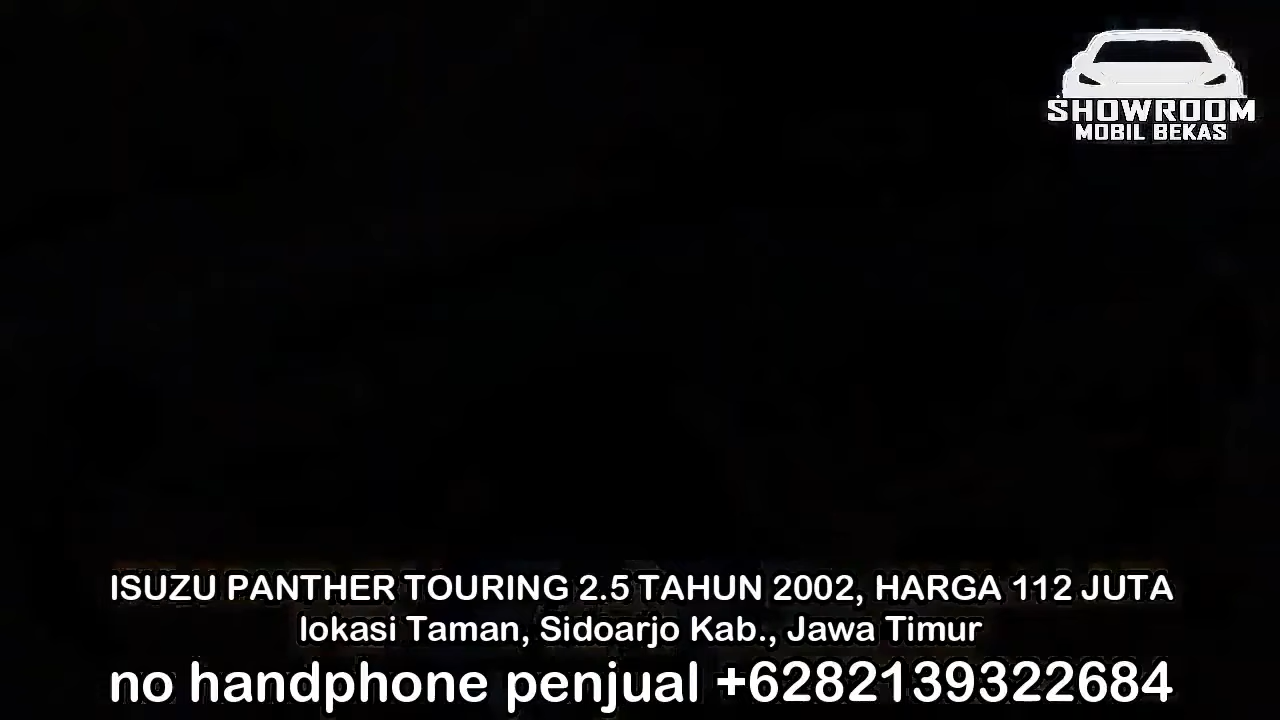 SHOWROOM
MOBIL BEKAS
ISUZU PANTHER TOURING 2.5 TAHUN 2002, HARGA 112 JUTA
lokasi Taman, Sidoarjo Kab., Jawa Timur
no handphone penjual +6282139322684